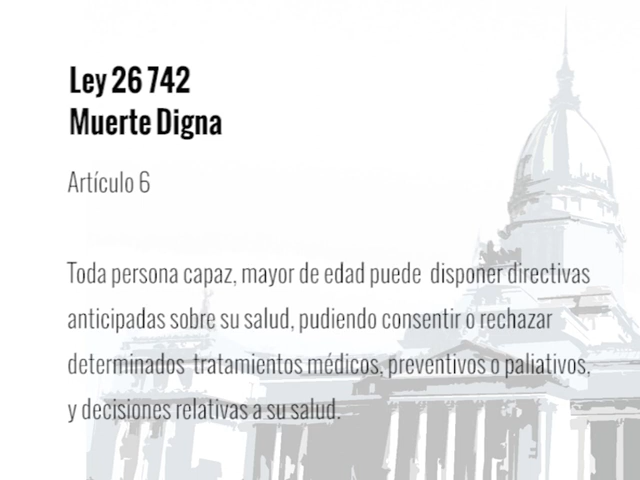 Ley 26 742
Muerte Digna
Artículo 6
Toda persona capaz, mayor de edad puede disponer directivas
anticipadas sobre su salud, pudiendo consentir o rechazar
determinados tratamientos médicos, preventivos o paliativos,
y decisiones relativas a su salud.